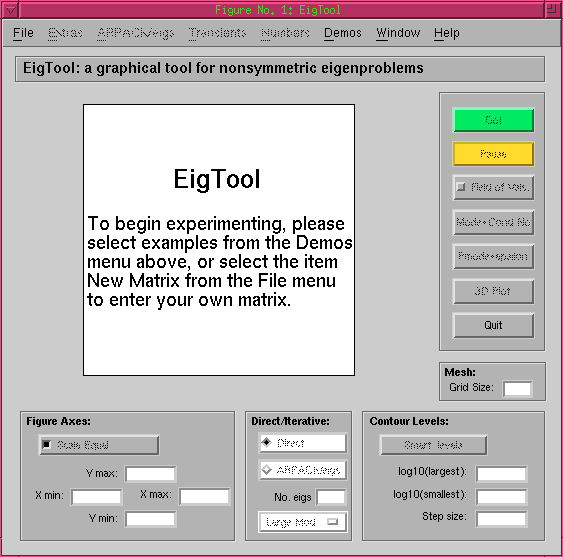 Figure No. 1: EigTool
File Extras ARPACK/eigs Transients Numbers Demos Window Help
EigTool: a graphical tool for nonsymmetric eigenproblems
EigTool
To begin experimenting, please
select examples from the Demos
menu above, or select the item
New Matrix from the File menu
to enter your own matrix.
Go!
Pause
Field of Vals.
Mode+Cond.No
Pmode+epsilon
3D Plot
Quit
Mesh:
Grid Size:
Figure Axes:
Scale Equal
Y max:
X min:
X max:
Y min:
Direct/Iterative:
Direct
ARPACK/eigs
No. eigs
Large Mod
Contour Levels:
Smart levels
log10(largest):
log10(smallest):
Step size: